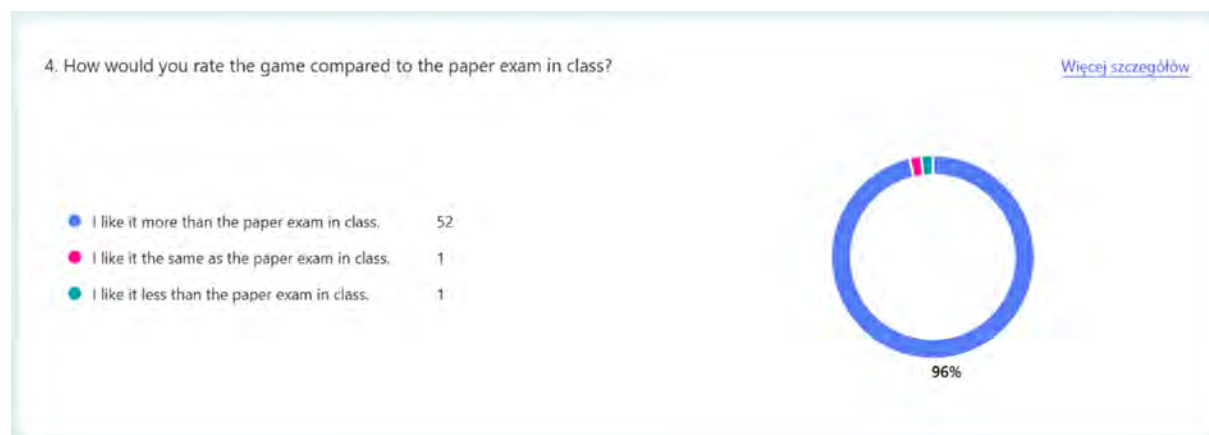 4. How would you rate the game compared to the paper exam in class?
Więcej szczegółów
I like it more than the paper exam in class. 52
I like it the same as the paper exam in class. 1
I like it less than the paper exam in class. 1
96%